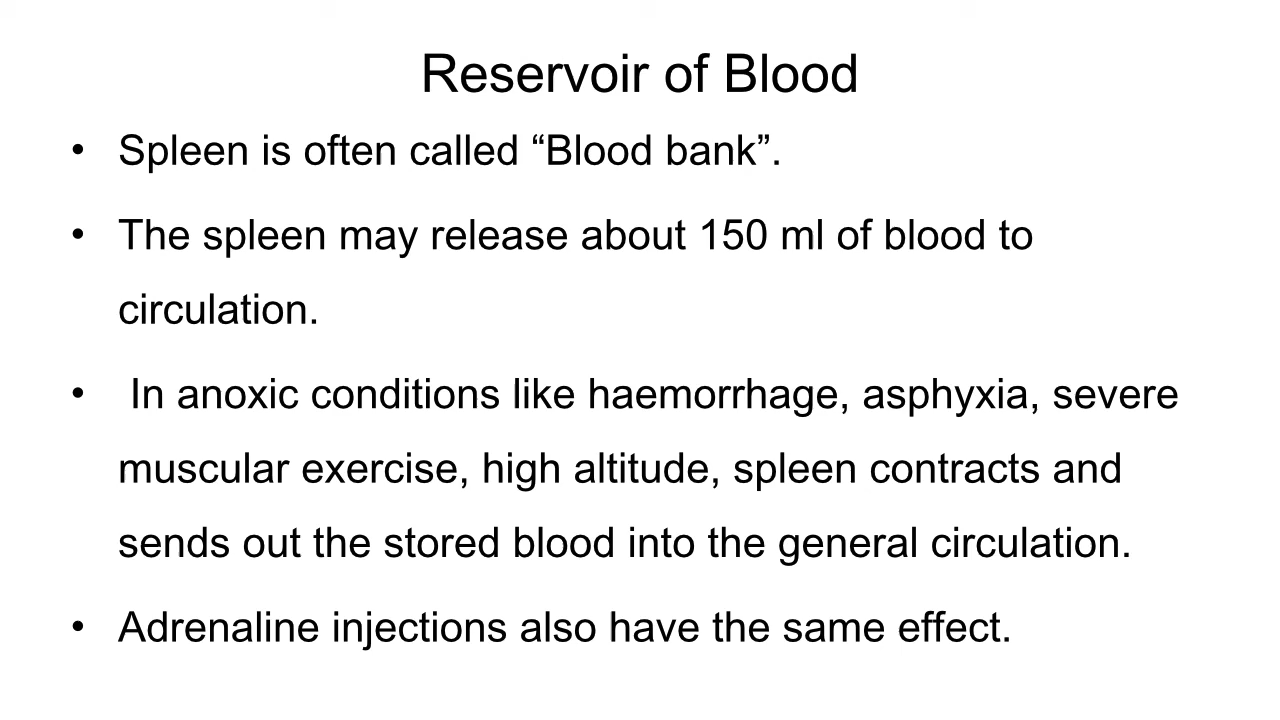 Reservoir of Blood
• Spleen is often called “Blood bank”.
• The spleen may release about 150 ml of blood to
circulation.
• In anoxic conditions like haemorrhage, asphyxia, severe
muscular exercise, high altitude, spleen contracts and
sends out the stored blood into the general circulation.
• Adrenaline injections also have the same effect.